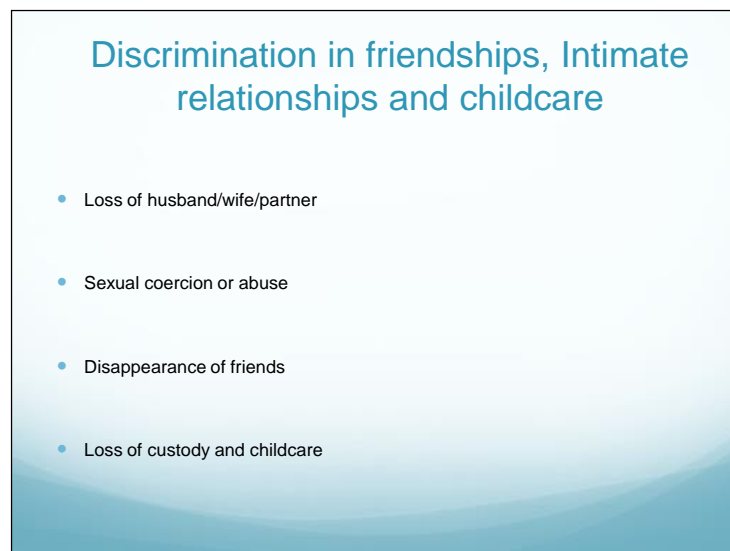 Discrimination in friendships, Intimate
relationships and childcare
Loss of husband/wife/partner
Sexual coercion or abuse
Disappearance of friends
Loss of custody and childcare